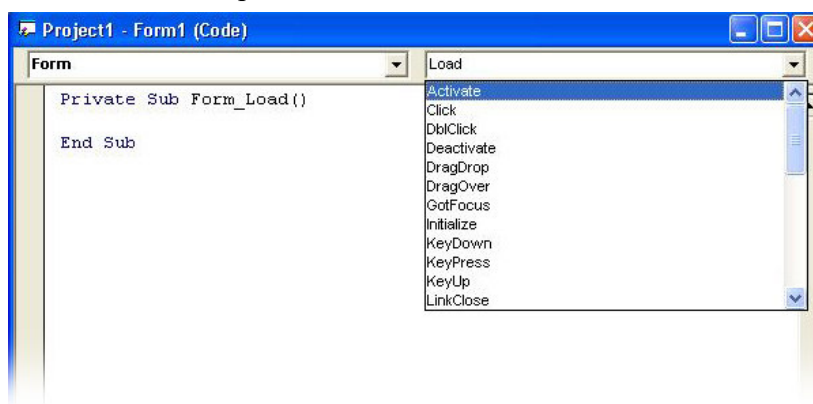 Project1 - Form1 (Code)
Form
Load
Private Sub Form_Load()
End Sub
Activate
Click
DblClick
Deactivate
DragDrop
DragOver
GotFocus
Initialize
KeyDown
KeyPress
KeyUp
LinkClose